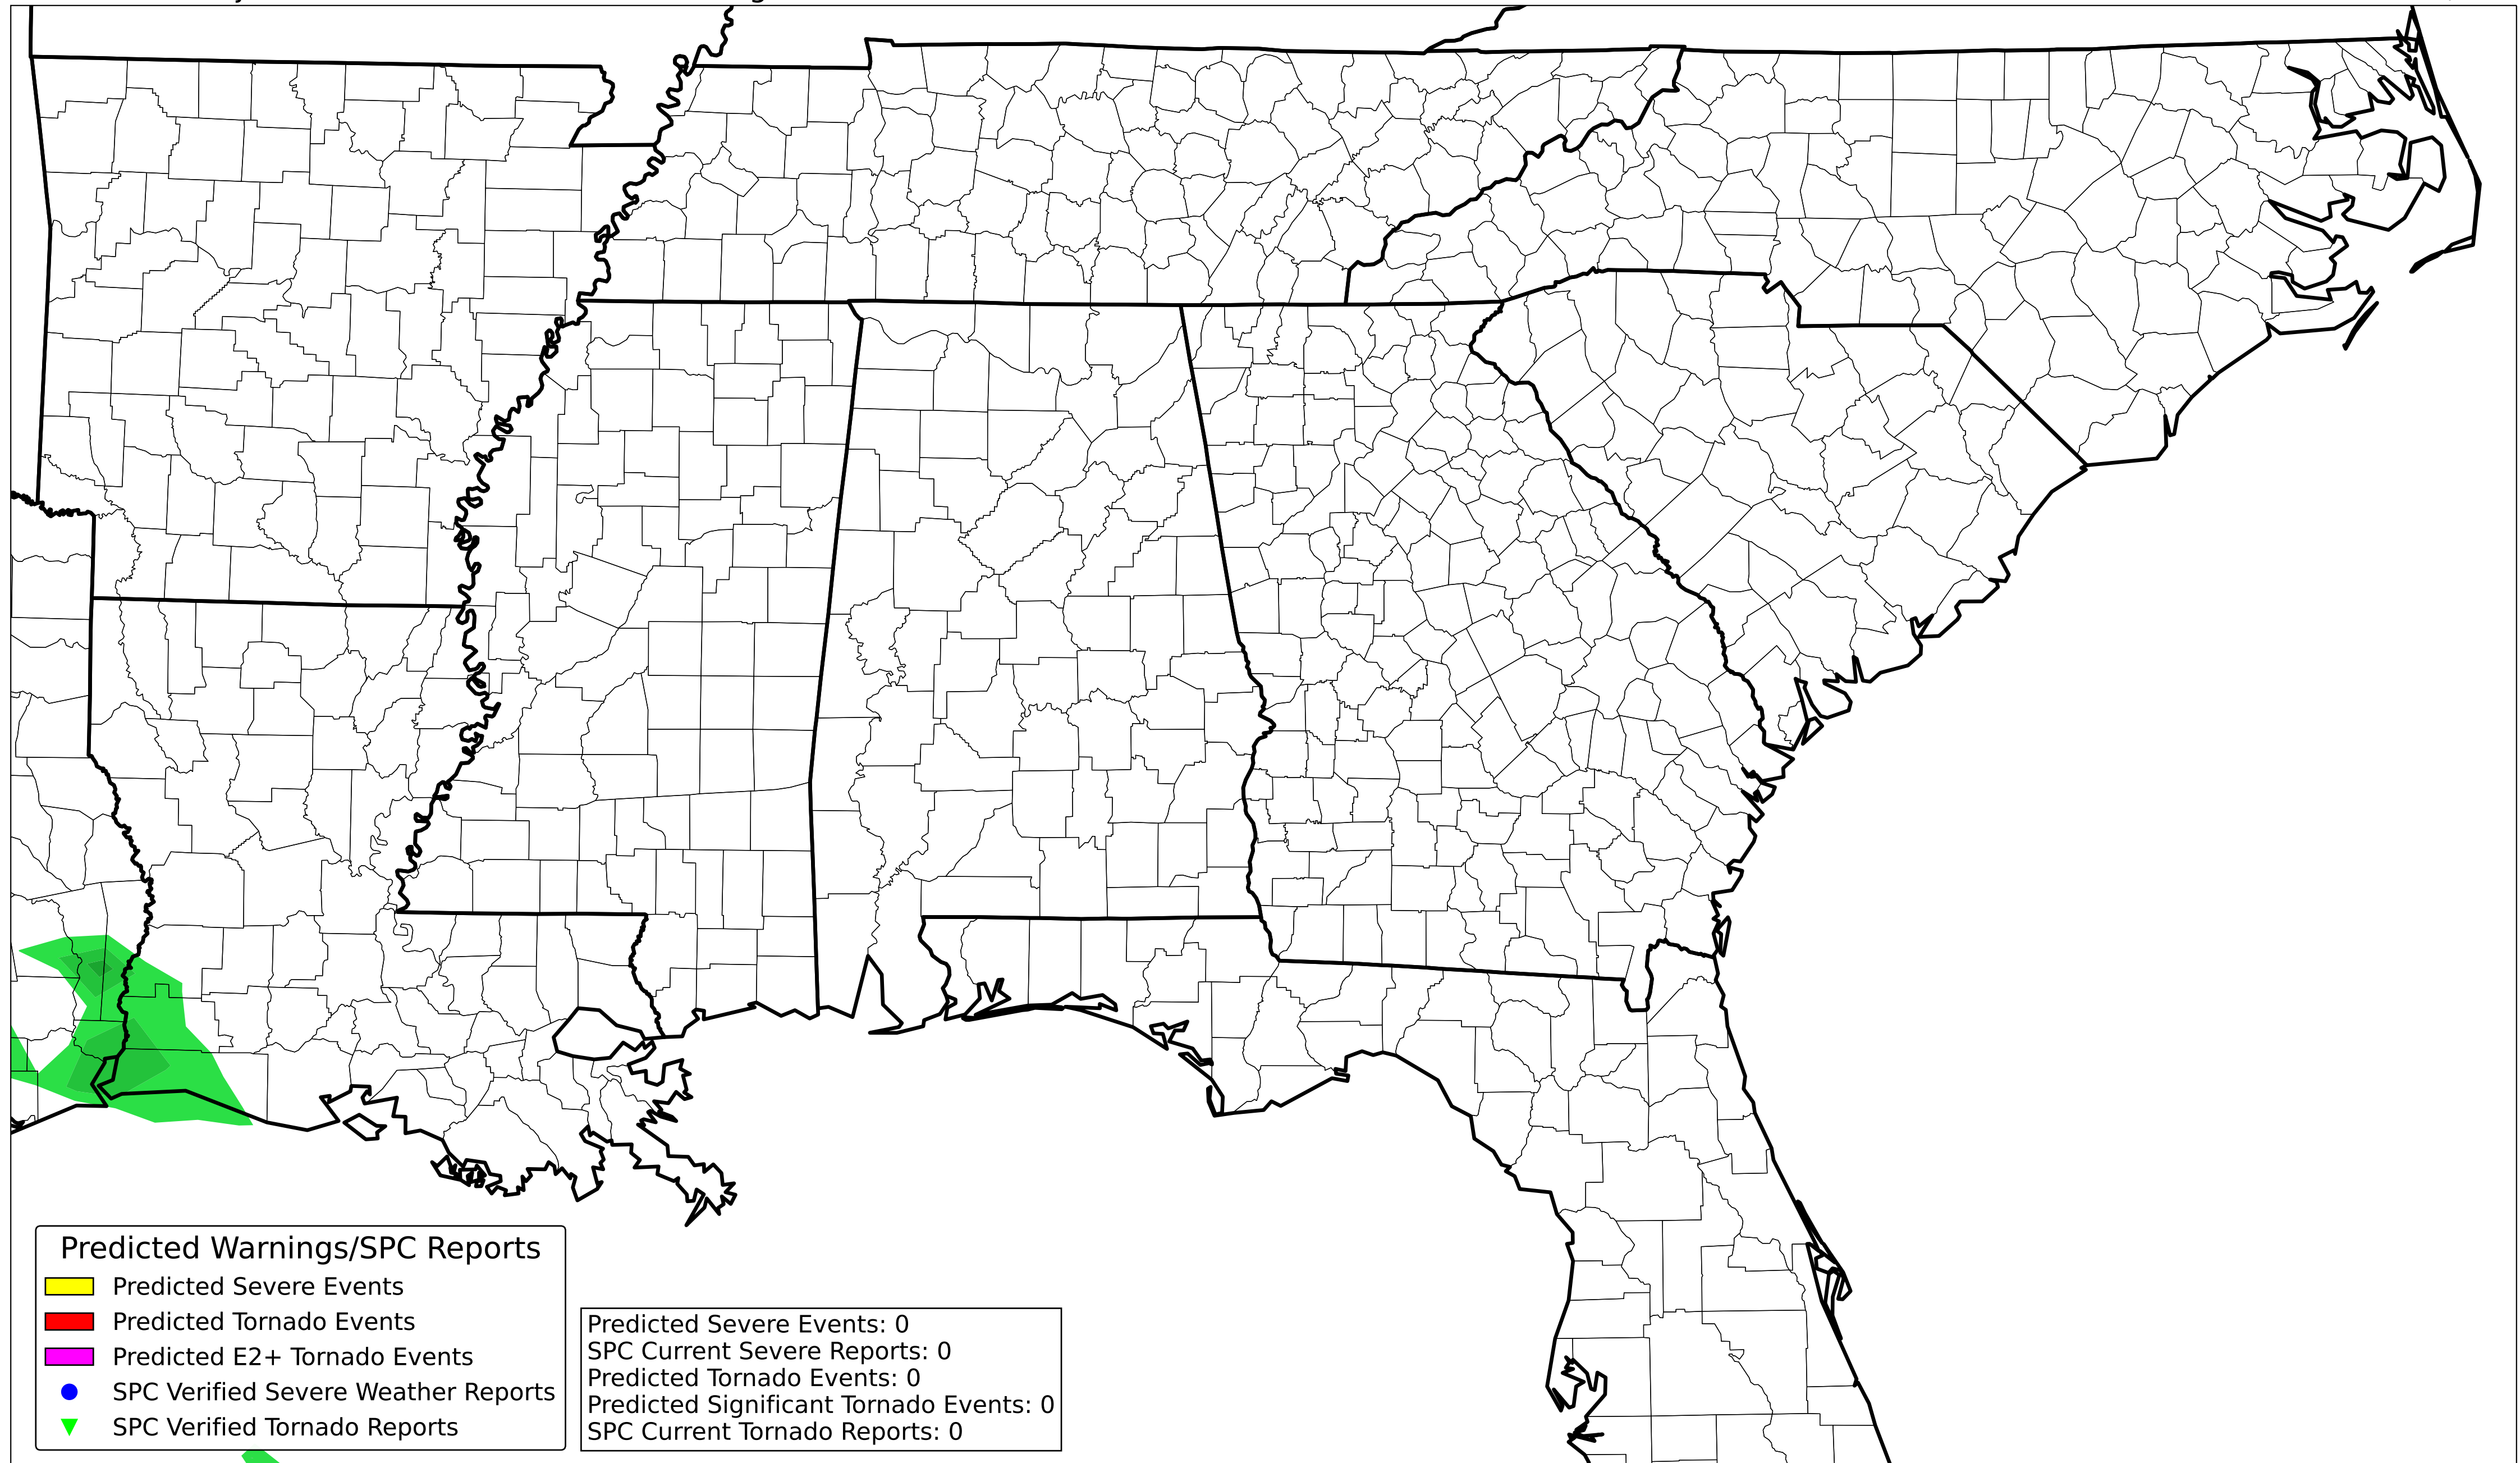 Predicted Warnings/SPC Reports
Predicted Severe Events
Predicted Tornado Events
Predicted E2+ Tornado Events
SPC Verified Severe Weather Reports
SPC Verified Tornado Reports
Predicted Severe Events: 0
SPC Current Severe Reports: 0
Predicted Tornado Events: 0
Predicted Significant Tornado Events: 0
SPC Current Tornado Reports: 0